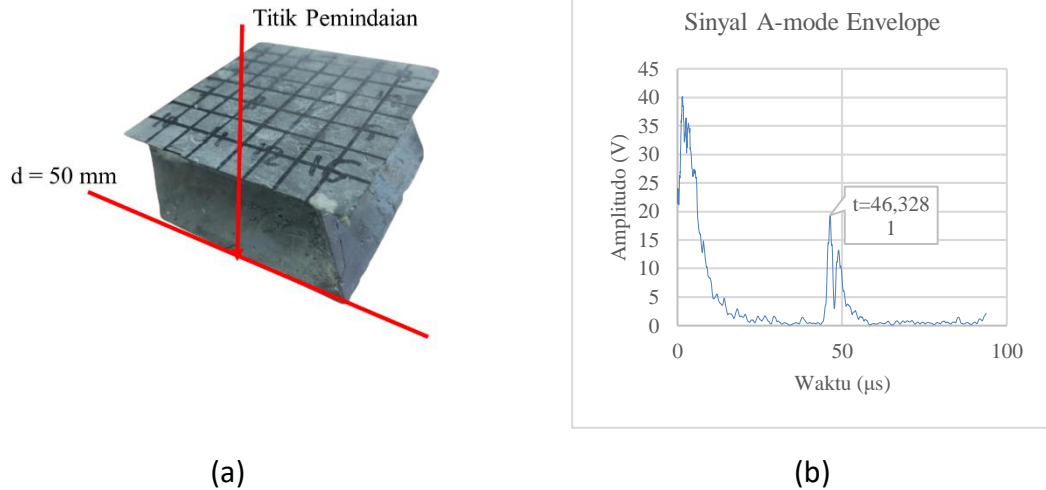 Titik Pemindaian
d = 50 mm
(a)
Sinyal A-mode Envelope
Amplitudo (V)
45
40
35
30
25
20
15
10
5
0
t=46,328
1
0
50
100
Waktu (µs)
(b)